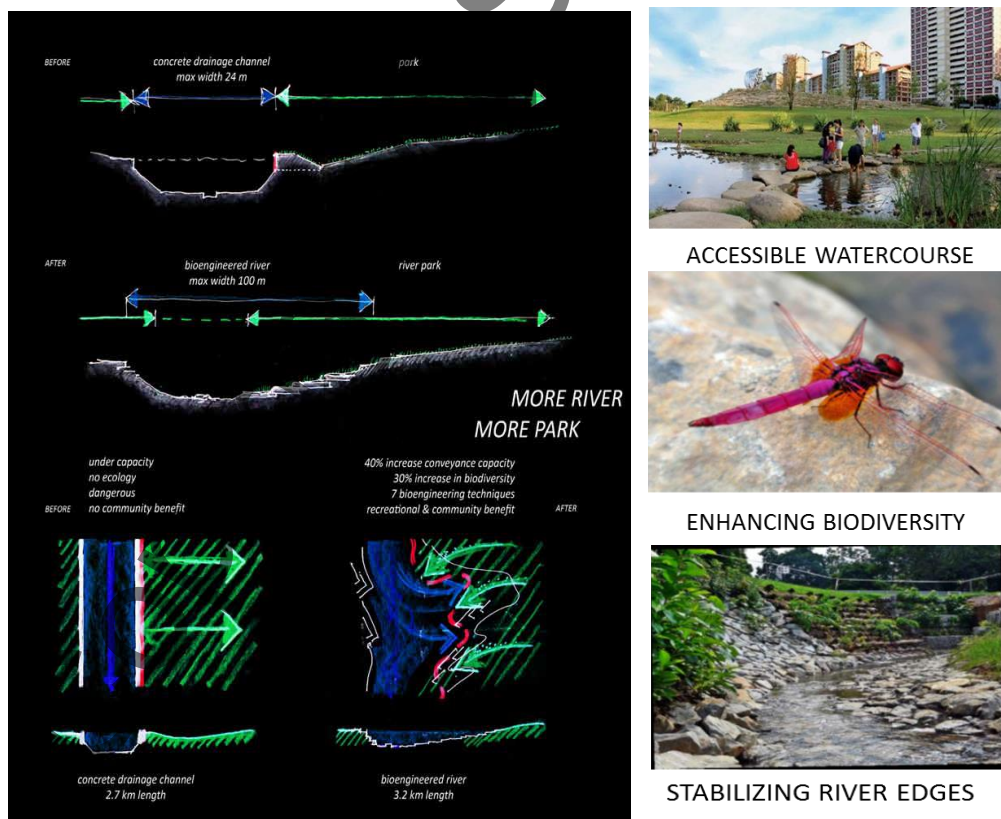 BEFORE
concrete drainage channel
max width 24 m
park
AFTER
bioengineered river
max width 100 m
river park
MORE RIVER
MORE PARK
under capacity
no ecology
dangerous
BEFORE no community benefit
40% increase conveyance capacity
30% increase in biodiversity
7 bioengineering techniques
recreational & community benefit AFTER
concrete drainage channel
2.7 km length
bioengineered river
3.2 km length
ACCESSIBLE WATERCOURSE
ENHANCING BIODIVERSITY
STABILIZING RIVER EDGES